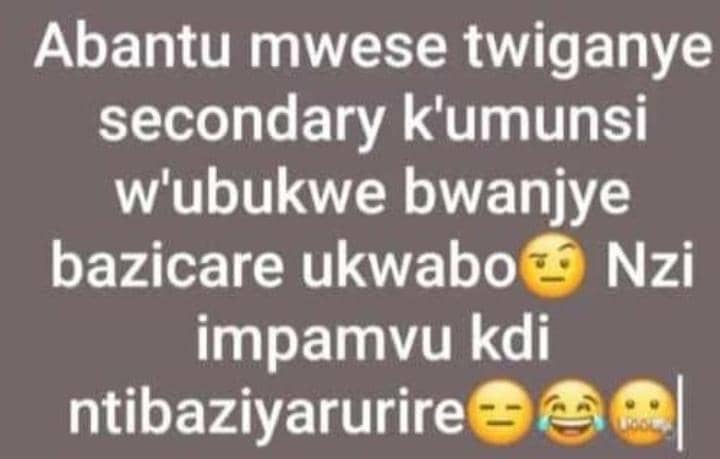 Abantu mwese twiganye
secondary k'umunsi
w'ubukwe bwanjye
bazicare ukwabo🤨 Nzi
impamvu kdi
ntibaziyarurire😑😂🤐